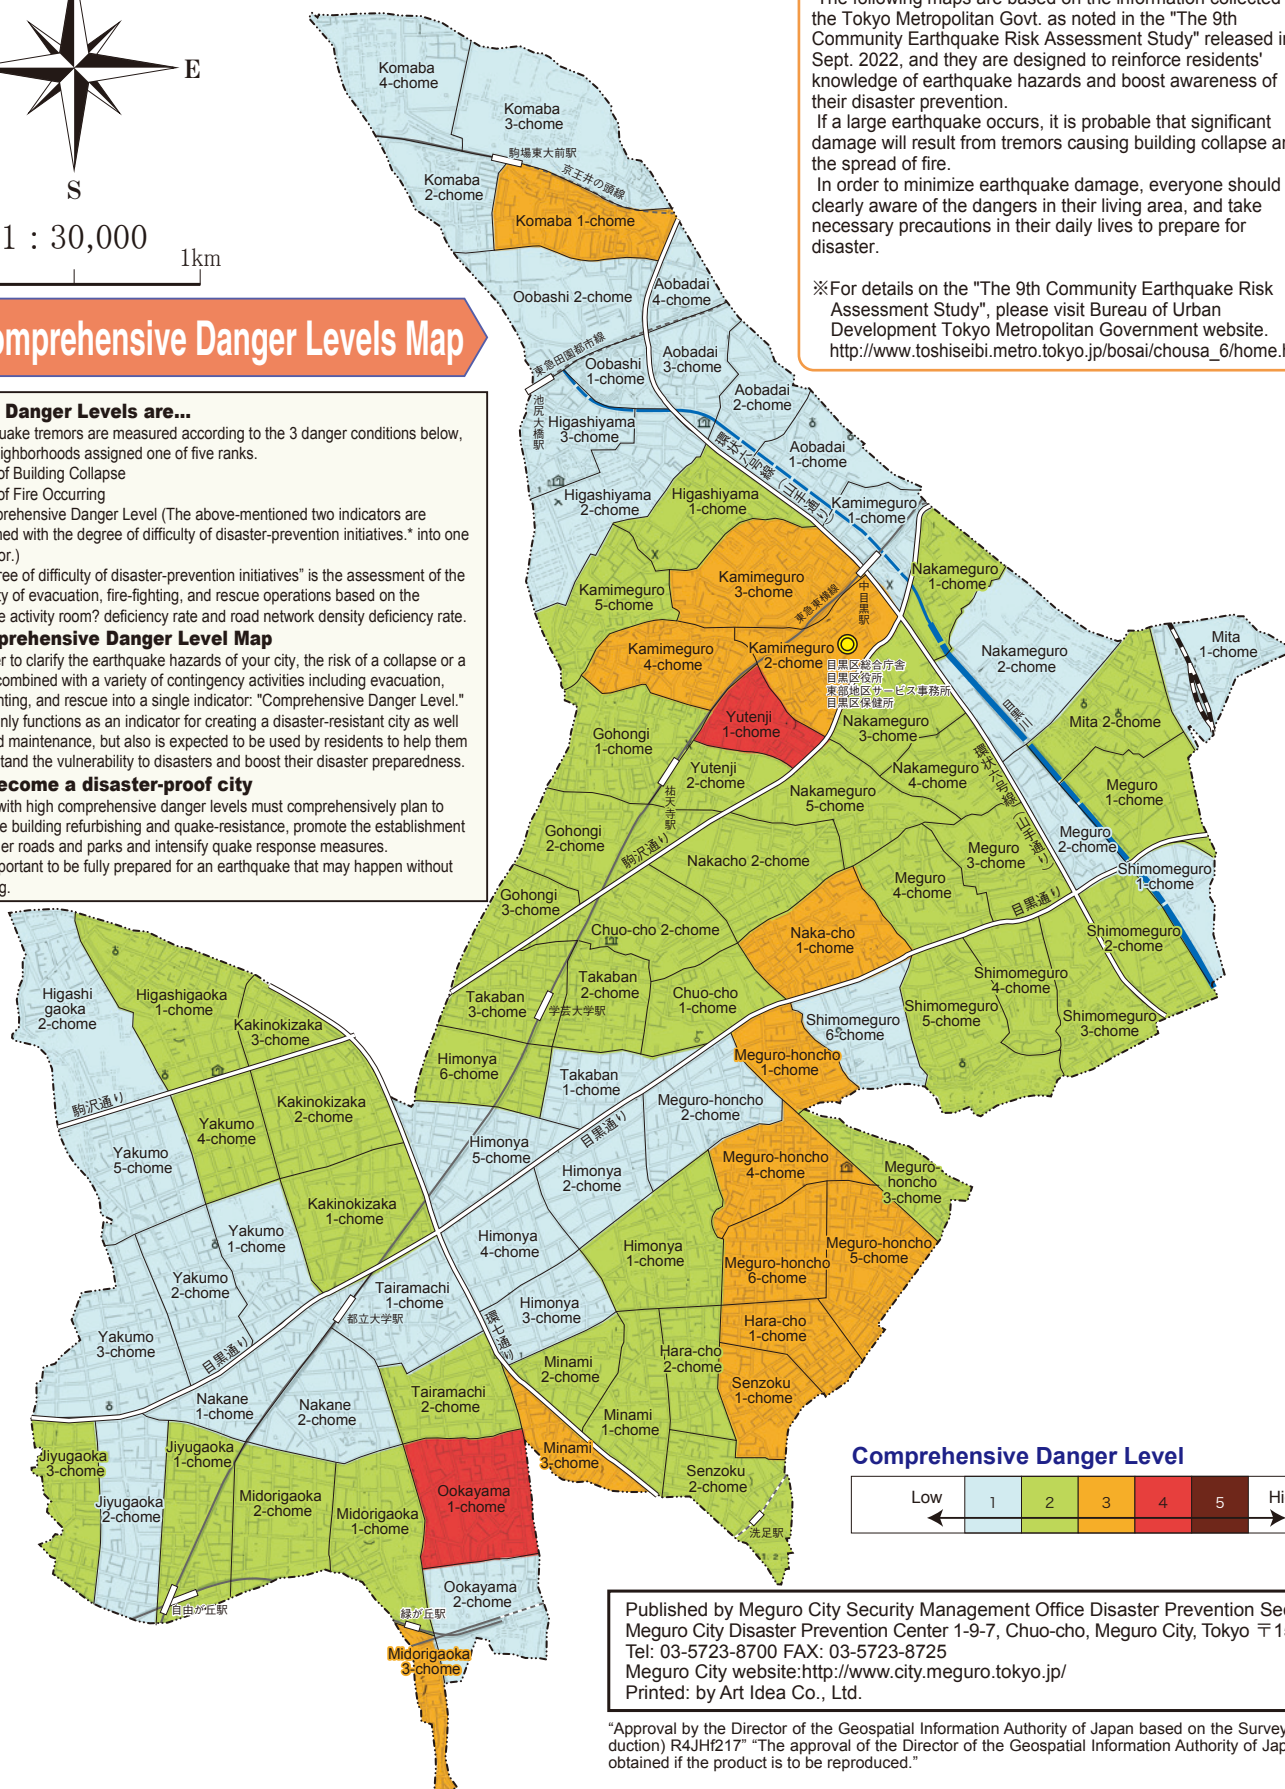 E
S
1 : 30,000
1km
The following maps are based on the information collected
the Tokyo Metropolitan Govt. as noted in the "The 9th
Community Earthquake Risk Assessment Study" released in
Sept. 2022, and they are designed to reinforce residents'
knowledge of earthquake hazards and boost awareness of
their disaster prevention.
If a large earthquake occurs, it is probable that significant
damage will result from tremors causing building collapse an
the spread of fire.
In order to minimize earthquake damage, everyone should
clearly aware of the dangers in their living area, and take
necessary precautions in their daily lives to prepare for
disaster.
※For details on the "The 9th Community Earthquake Risk
Assessment Study", please visit Bureau of Urban
Development Tokyo Metropolitan Government website.
http://www.toshiseibi.metro.tokyo.jp/bosai/chousa_6/home.h
omprehensive Danger Levels Map
Danger Levels are...
uake tremors are measured according to the 3 danger conditions below,
ighborhoods assigned one of five ranks.
of Building Collapse
of Fire Occurring
prehensive Danger Level (The above-mentioned two indicators are
ned with the degree of difficulty of disaster-prevention initiatives.* into one
or.)
ree of difficulty of disaster-prevention initiatives” is the assessment of the
ty of evacuation, fire-fighting, and rescue operations based on the
e activity room? deficiency rate and road network density deficiency rate.
prehensive Danger Level Map
er to clarify the earthquake hazards of your city, the risk of a collapse or a
combined with a variety of contingency activities including evacuation,
hting, and rescue into a single indicator: "Comprehensive Danger Level."
nly functions as an indicator for creating a disaster-resistant city as well
d maintenance, but also is expected to be used by residents to help them
stand the vulnerability to disasters and boost their disaster preparedness.
ecome a disaster-proof city
with high comprehensive danger levels must comprehensively plan to
e building refurbishing and quake-resistance, promote the establishment
er roads and parks and intensify quake response measures.
portant to be fully prepared for an earthquake that may happen without
g.
Komaba
4-chome
Komaba
3-chome
駒場東大前駅
京王井の頭線
Komaba
2-chome
Komaba 1-chome
Oobashi 2-chome
Aobadai
4-chome
東急田園都市線
Oobashi
1-chome
Aobadai
3-chome
Aobadai
2-chome
池尻大橋駅
Higashiyama
3-chome
環状六号線(山手通り)
Aobadai
1-chome
Higashiyama
2-chome
Higashiyama
1-chome
Kamimeguro
1-chome
Nakameguro
1-chome
Kamimeguro
5-chome
Kamimeguro
3-chome
東急東横線
中目黒駅
Kamimeguro
4-chome
Kamimeguro
2-chome
目黒区総合庁舎
目黒区役所
東部地区サービス事務所
目黒区保健所
Nakameguro
2-chome
Mita
1-chome
目黒川
Yutenji
1-chome
Nakameguro
3-chome
Mita 2-chome
Gohongi
1-chome
Yutenji
2-chome
Nakameguro
4-chome
環状六号線(山手通り)
Nakameguro
5-chome
Meguro
1-chome
祐天寺駅
Gohongi
2-chome
駒沢通り
Nakacho 2-chome
Meguro
3-chome
Meguro
2-chome
Meguro
4-chome
Shimomeguro
1-chome
Gohongi
3-chome
目黒通り
Chuo-cho 2-chome
Naka-cho
1-chome
Shimomeguro
2-chome
Takaban
2-chome
Takaban
3-chome
学芸大学駅
Chuo-cho
1-chome
Shimomeguro
4-chome
Shimomeguro
5-chome
Shimomeguro
3-chome
Shimomeguro
6-chome
Higashi
gaoka
2-chome
Higashigaoka
1-chome
Kakinokizaka
3-chome
Himonya
6-chome
Takaban
1-chome
Meguro-honcho
1-chome
Meguro-honcho
2-chome
駒沢通り
Kakinokizaka
2-chome
Yakumo
4-chome
目黒通り
Yakumo
5-chome
Himonya
5-chome
Himonya
2-chome
Meguro-honcho
4-chome
Meguro-
honcho
3-chome
Kakinokizaka
1-chome
Yakumo
1-chome
Himonya
4-chome
Himonya
1-chome
Meguro-honcho
5-chome
Meguro-honcho
6-chome
Yakumo
2-chome
Tairamachi
1-chome
都立大学駅
Himonya
3-chome
環七通り
Hara-cho
1-chome
Yakumo
3-chome
目黒通り
Hara-cho
2-chome
Minami
2-chome
Senzoku
1-chome
Nakane
1-chome
Nakane
2-chome
Tairamachi
2-chome
Minami
1-chome
Jiyugaoka
3-chome
Jiyugaoka
1-chome
Minami
3-chome
Senzoku
2-chome
Jiyugaoka
2-chome
Midorigaoka
2-chome
Midorigaoka
1-chome
Ookayama
1-chome
洗足駅
Ookayama
2-chome
自由が丘駅
緑が丘駅
Midorigaoka
3-chome
Comprehensive Danger Level
Low 1 2 3 4 5 Hi
Published by Meguro City Security Management Office Disaster Prevention Se
Meguro City Disaster Prevention Center 1-9-7, Chuo-cho, Meguro City, Tokyo 〒1
Tel: 03-5723-8700 FAX: 03-5723-8725
Meguro City website:http://www.city.meguro.tokyo.jp/
Printed: by Art Idea Co., Ltd.
“Approval by the Director of the Geospatial Information Authority of Japan based on the Survey
duction) R4JHf217” “The approval of the Director of the Geospatial Information Authority of Jap
obtained if the product is to be reproduced.”